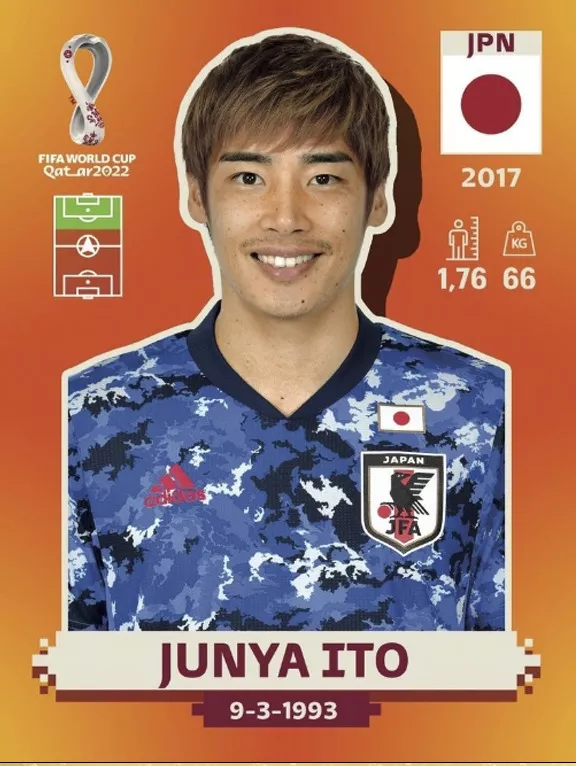 FIFA WORLD CUP
Qatar2022
JPN
2017
KG
1,76 66
adidas
JAPAN
JFA
JUNYA ITO
9-3-1993